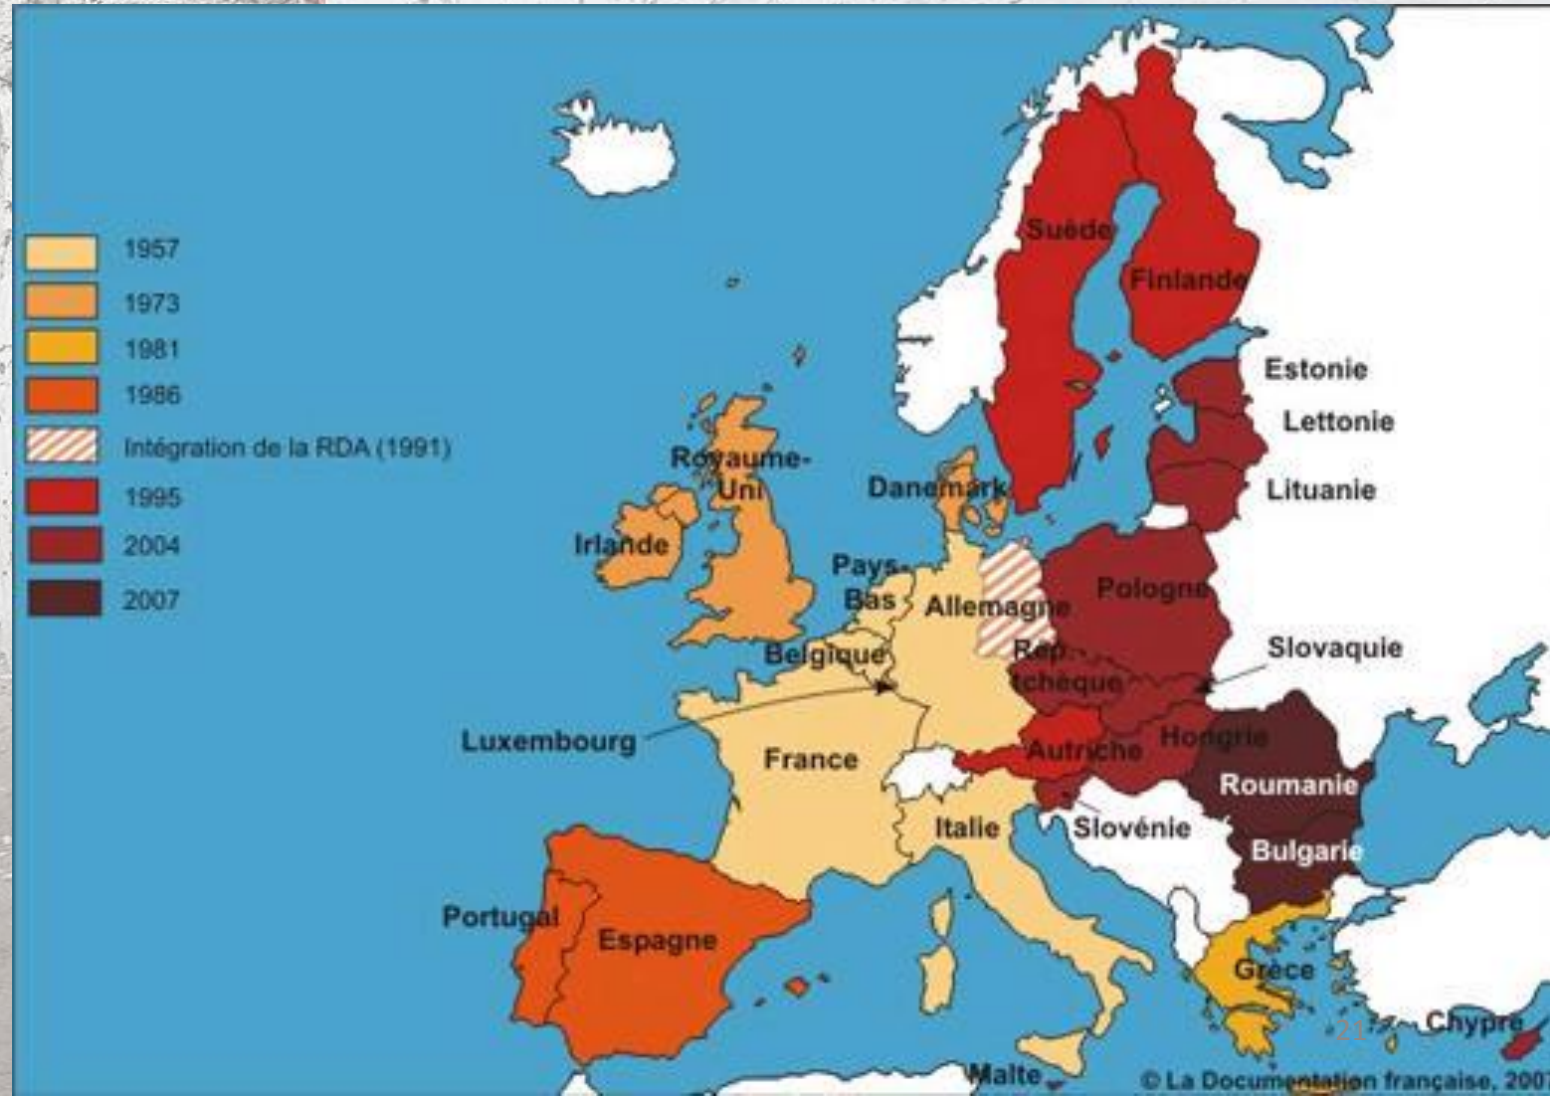 1957
1973
1981
1986
Intégration de la RDA (1991)
1995
2004
2007
Suède
Finlande
Estonie
Lettonie
Lituanie
Royaume-
Uni
Irlande
Danemark
Pays-
Bas
Allemagne
Pologne
Belgique
Rép.
tchèque
Slovaquie
Luxembourg
France
Autriche
Hongrie
Roumanie
Italie
Slovénie
Bulgarie
Portugal
Espagne
Grèce
21
Chypre
Malte
© La Documentation française, 2007